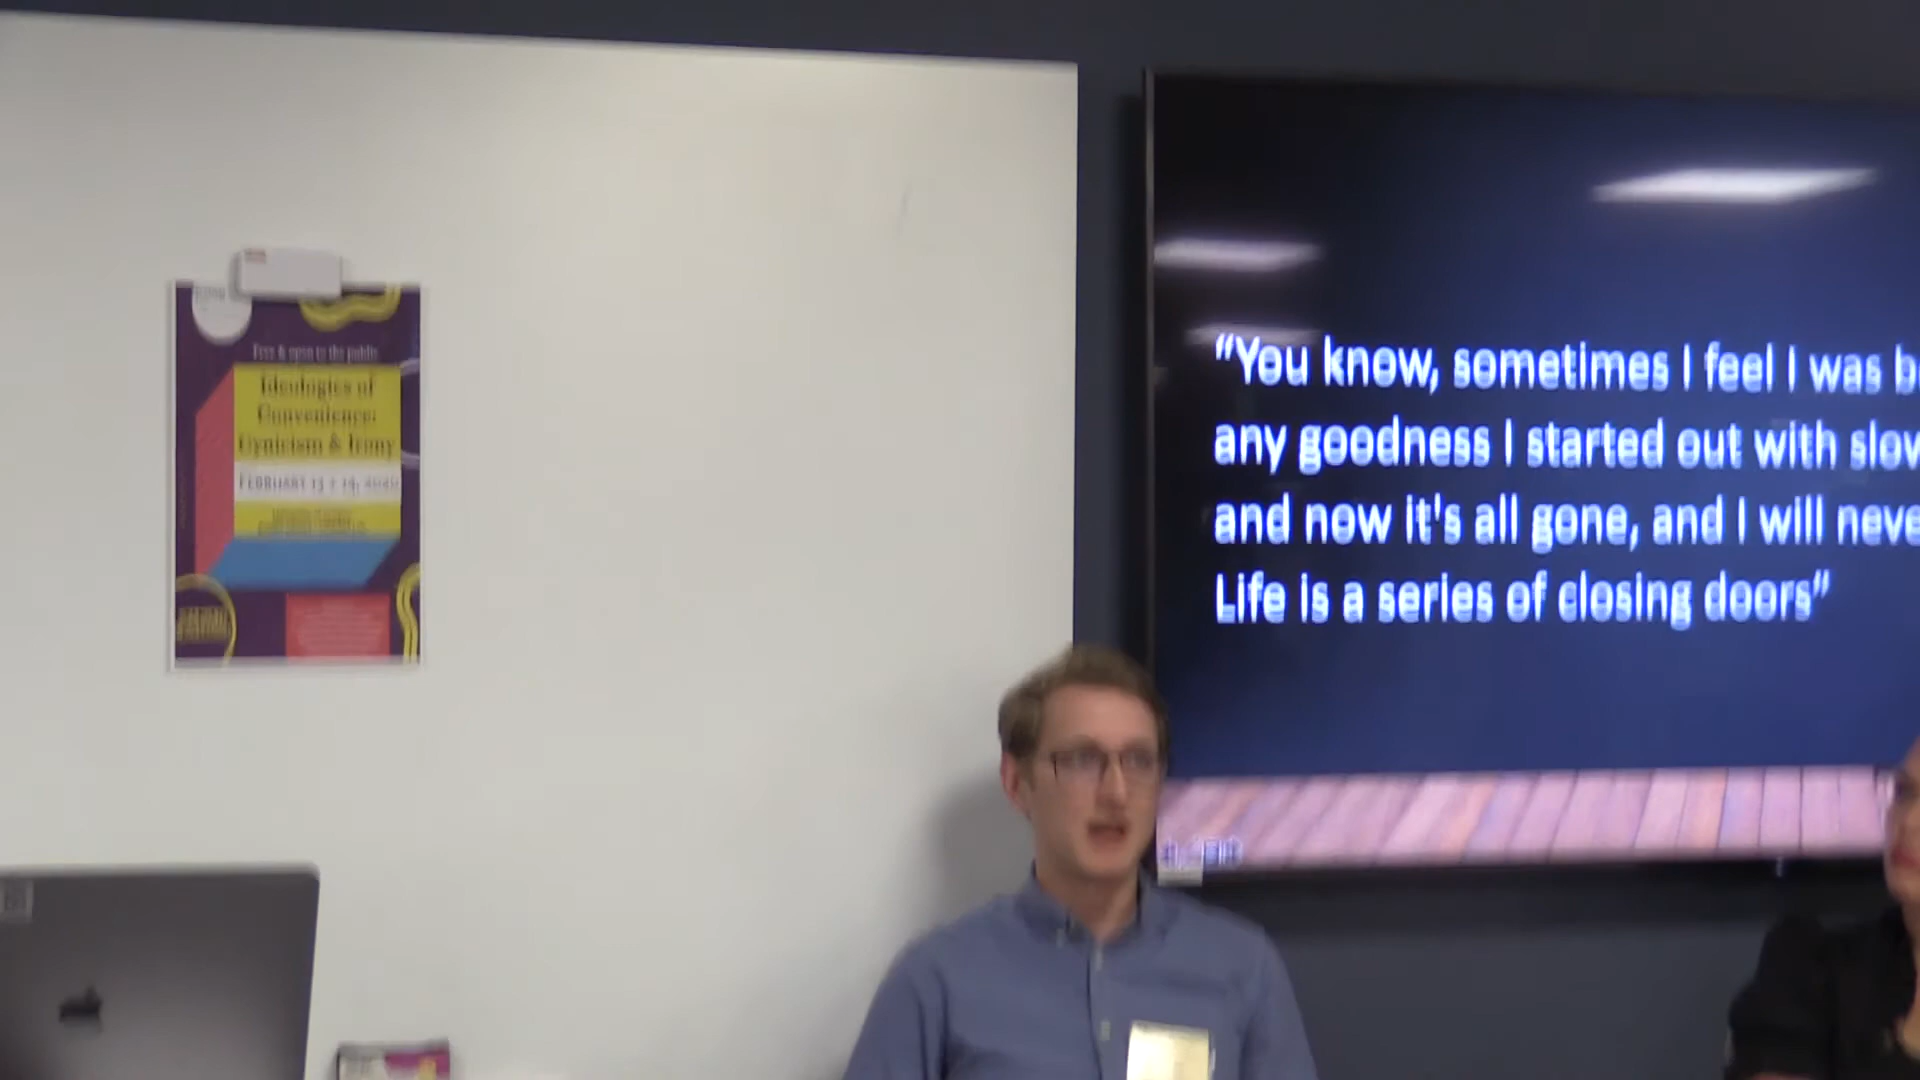 Free & open to the public
Ideologies of
Convenience:
Cynicism & Irony
“You know, sometimes I feel I was b
any goodness I started out with slow
and now it's all gone, and I will neve
Life is a series of closing doors”